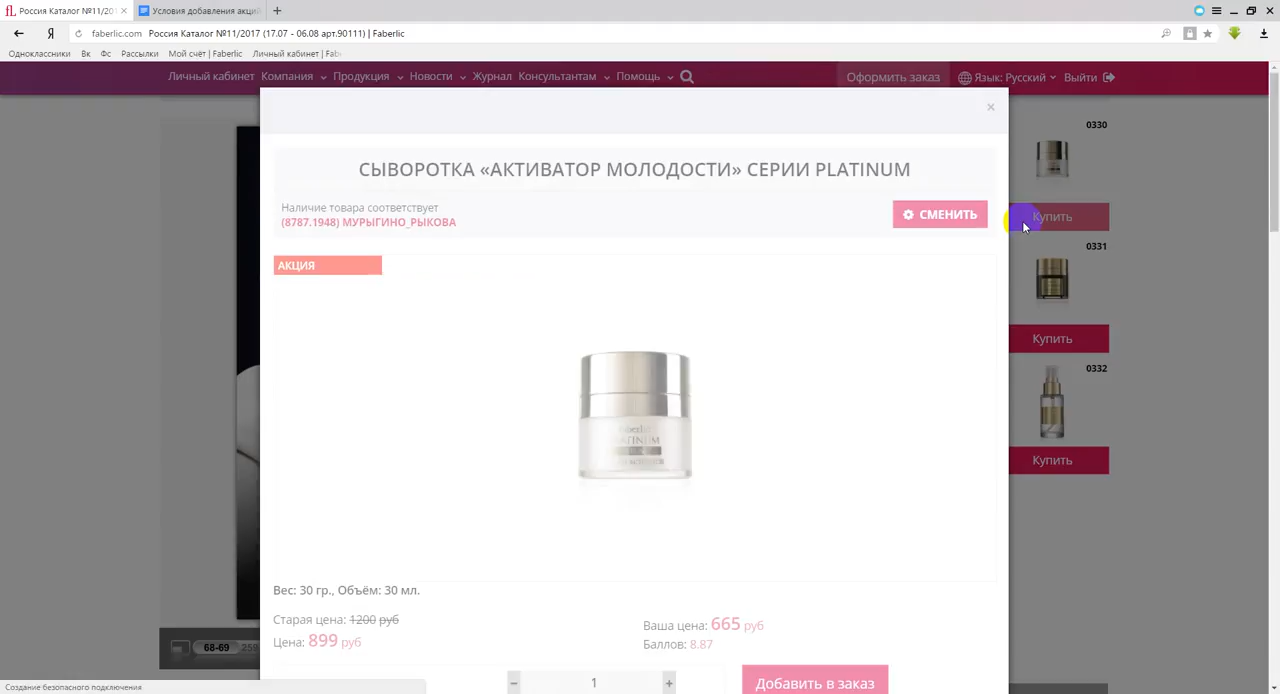 Россия Каталог №11/201
Условия добавления акций
faberlic.com Россия Каталог №11/2017 (17.07 - 06.08 арт.90111) | Faberlic
Одноклассники Вк Фс Рассылки Мой счёт | Faberlic Личный кабинет | Fab
Личный кабинет Компания Продукция Новости Журнал Консультантам Помощь Оформить заказ Язык: Русский Выйти
СЫВОРОТКА «АКТИВАТОР МОЛОДОСТИ» СЕРИИ PLATINUM
Наличие товара соответствует
(8787.1948) МУРЫГИНО_РЫКОВА
СМЕНИТЬ
АКЦИЯ
PLATINUM
Вес: 30 гр., Объём: 30 мл.
Старая цена: 1200 руб
Цена: 899 руб
Ваша цена: 665 руб
Баллов: 8.87
− 1 +
Добавить в заказ
0330
Купить
0331
Купить
0332
Купить
68-69
Создание безопасного подключения